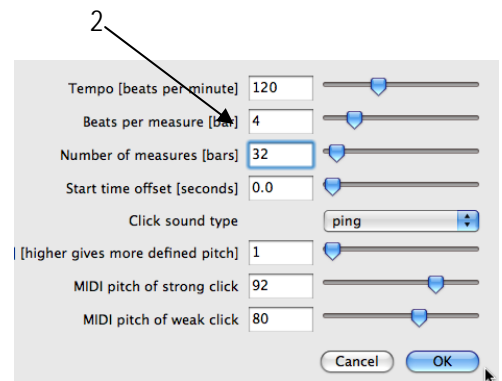 2
Tempo [beats per minute] 120
Beats per measure [bar] 4
Number of measures [bars] 32
Start time offset [seconds] 0.0
Click sound type ping
[higher gives more defined pitch] 1
MIDI pitch of strong click 92
MIDI pitch of weak click 80
Cancel OK